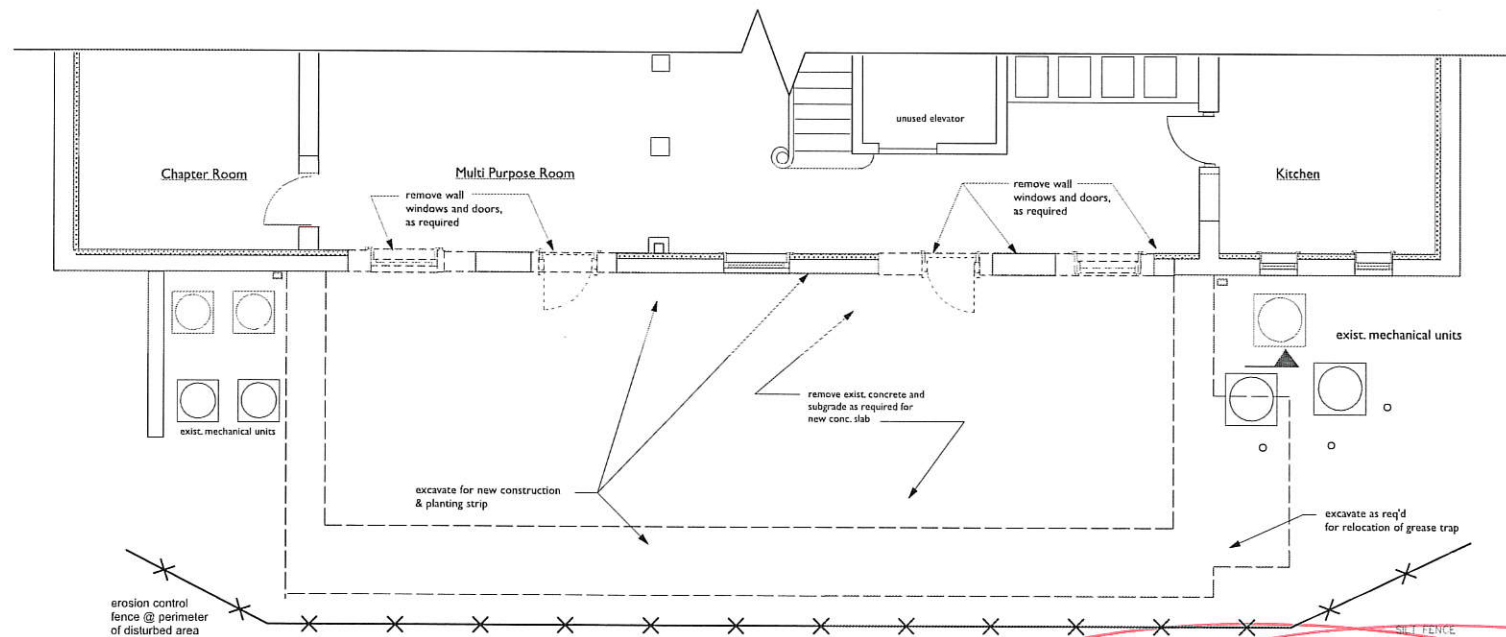 unused elevator
Chapter Room
Multi Purpose Room
Kitchen
remove wall
windows and doors,
as required
remove wall
windows and doors,
as required
exist. mechanical units
exist. mechanical units
remove exist. concrete and
subgrade as required for
new conc. slab
excavate for new construction
& planting strip
excavate as req'd
for relocation of grease trap
erosion control
fence @ perimeter
of disturbed area
SILT FENCE